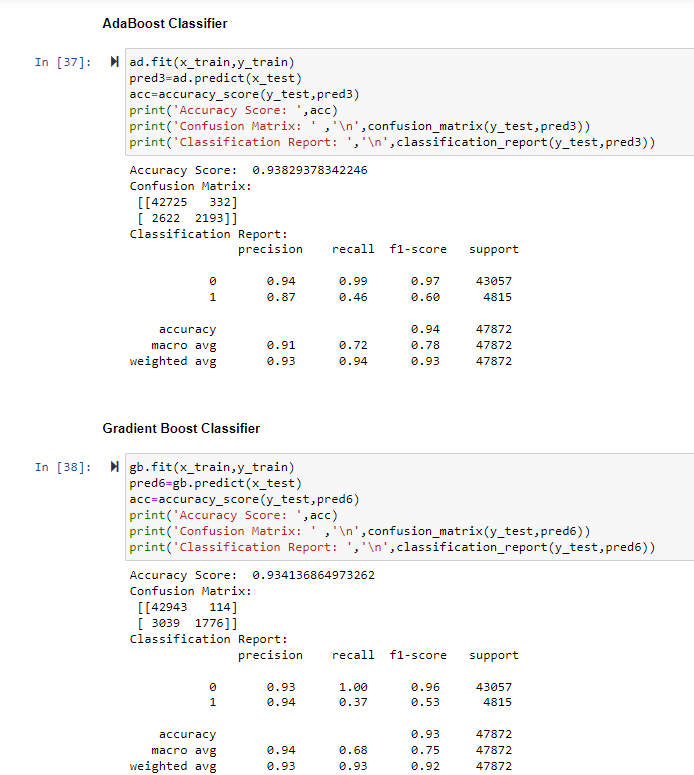 AdaBoost Classifier
In [37]: ad.fit(x_train,y_train)
pred3=ad.predict(x_test)
acc=accuracy_score(y_test,pred3)
print('Accuracy Score: ',acc)
print('Confusion Matrix: ' ,'\n',confusion_matrix(y_test,pred3))
print('Classification Report: ','\n',classification_report(y_test,pred3))
Accuracy Score:  0.93829378342246
Confusion Matrix:
[[42725   332]
[ 2622  2193]]
Classification Report:
precision    recall  f1-score   support
0       0.94      0.99      0.97     43057
1       0.87      0.46      0.60      4815
accuracy                           0.94     47872
macro avg       0.91      0.72      0.78     47872
weighted avg       0.93      0.94      0.93     47872
Gradient Boost Classifier
In [38]: gb.fit(x_train,y_train)
pred6=gb.predict(x_test)
acc=accuracy_score(y_test,pred6)
print('Accuracy Score: ',acc)
print('Confusion Matrix: ' ,'\n',confusion_matrix(y_test,pred6))
print('Classification Report: ','\n',classification_report(y_test,pred6))
Accuracy Score:  0.934136864973262
Confusion Matrix:
[[42943   114]
[ 3039  1776]]
Classification Report:
precision    recall  f1-score   support
0       0.93      1.00      0.96     43057
1       0.94      0.37      0.53      4815
accuracy                           0.93     47872
macro avg       0.94      0.68      0.75     47872
weighted avg       0.93      0.93      0.92     47872